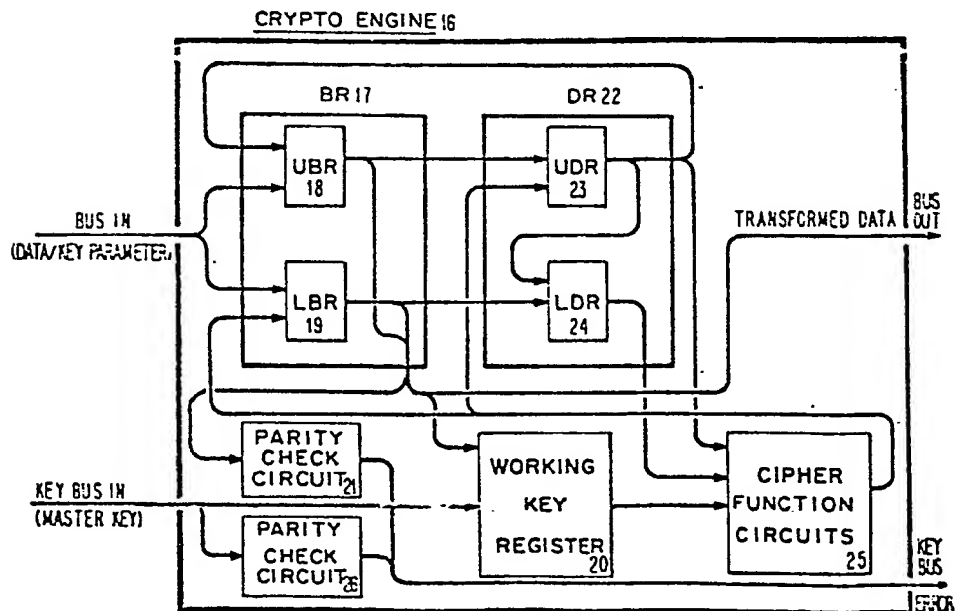 CRYPTO ENGINE 16
BR 17
DR 22
UBR
18
UDR
23
BUS IN
(DATA/KEY PARAMETER)
TRANSFORMED DATA
BUS
OUT
LBR
19
LDR
24
PARITY
CHECK
CIRCUIT 21
KEY BUS IN
(MASTER KEY)
PARITY
CHECK
CIRCUIT 26
WORKING
KEY
REGISTER 20
CIPHER
FUNCTION
CIRCUITS
25
KEY
BUS
ERROR